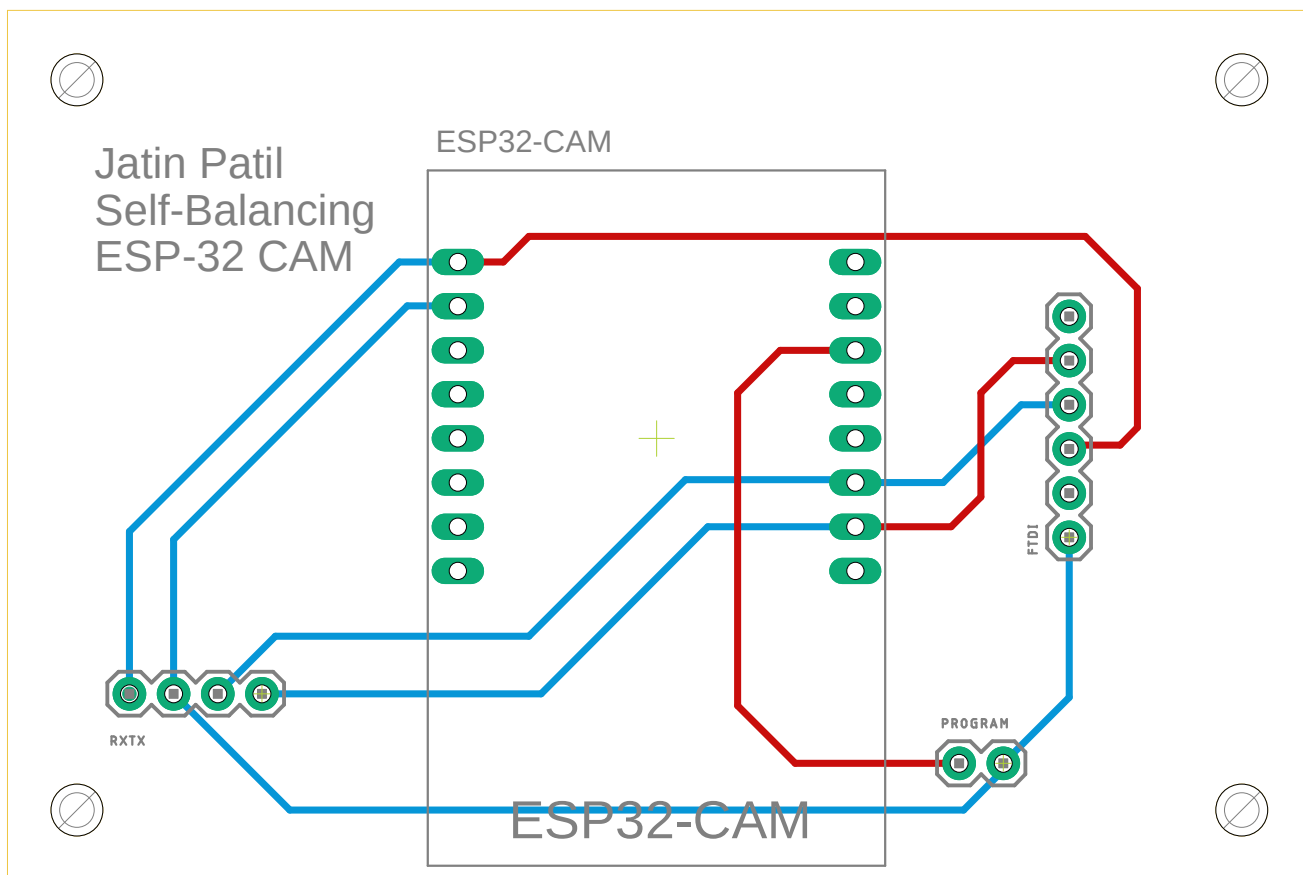 ESP32-CAM
Jatin Patil
Self-Balancing
ESP-32 CAM
FTDI
PROGRAM
RXTX
ESP32-CAM